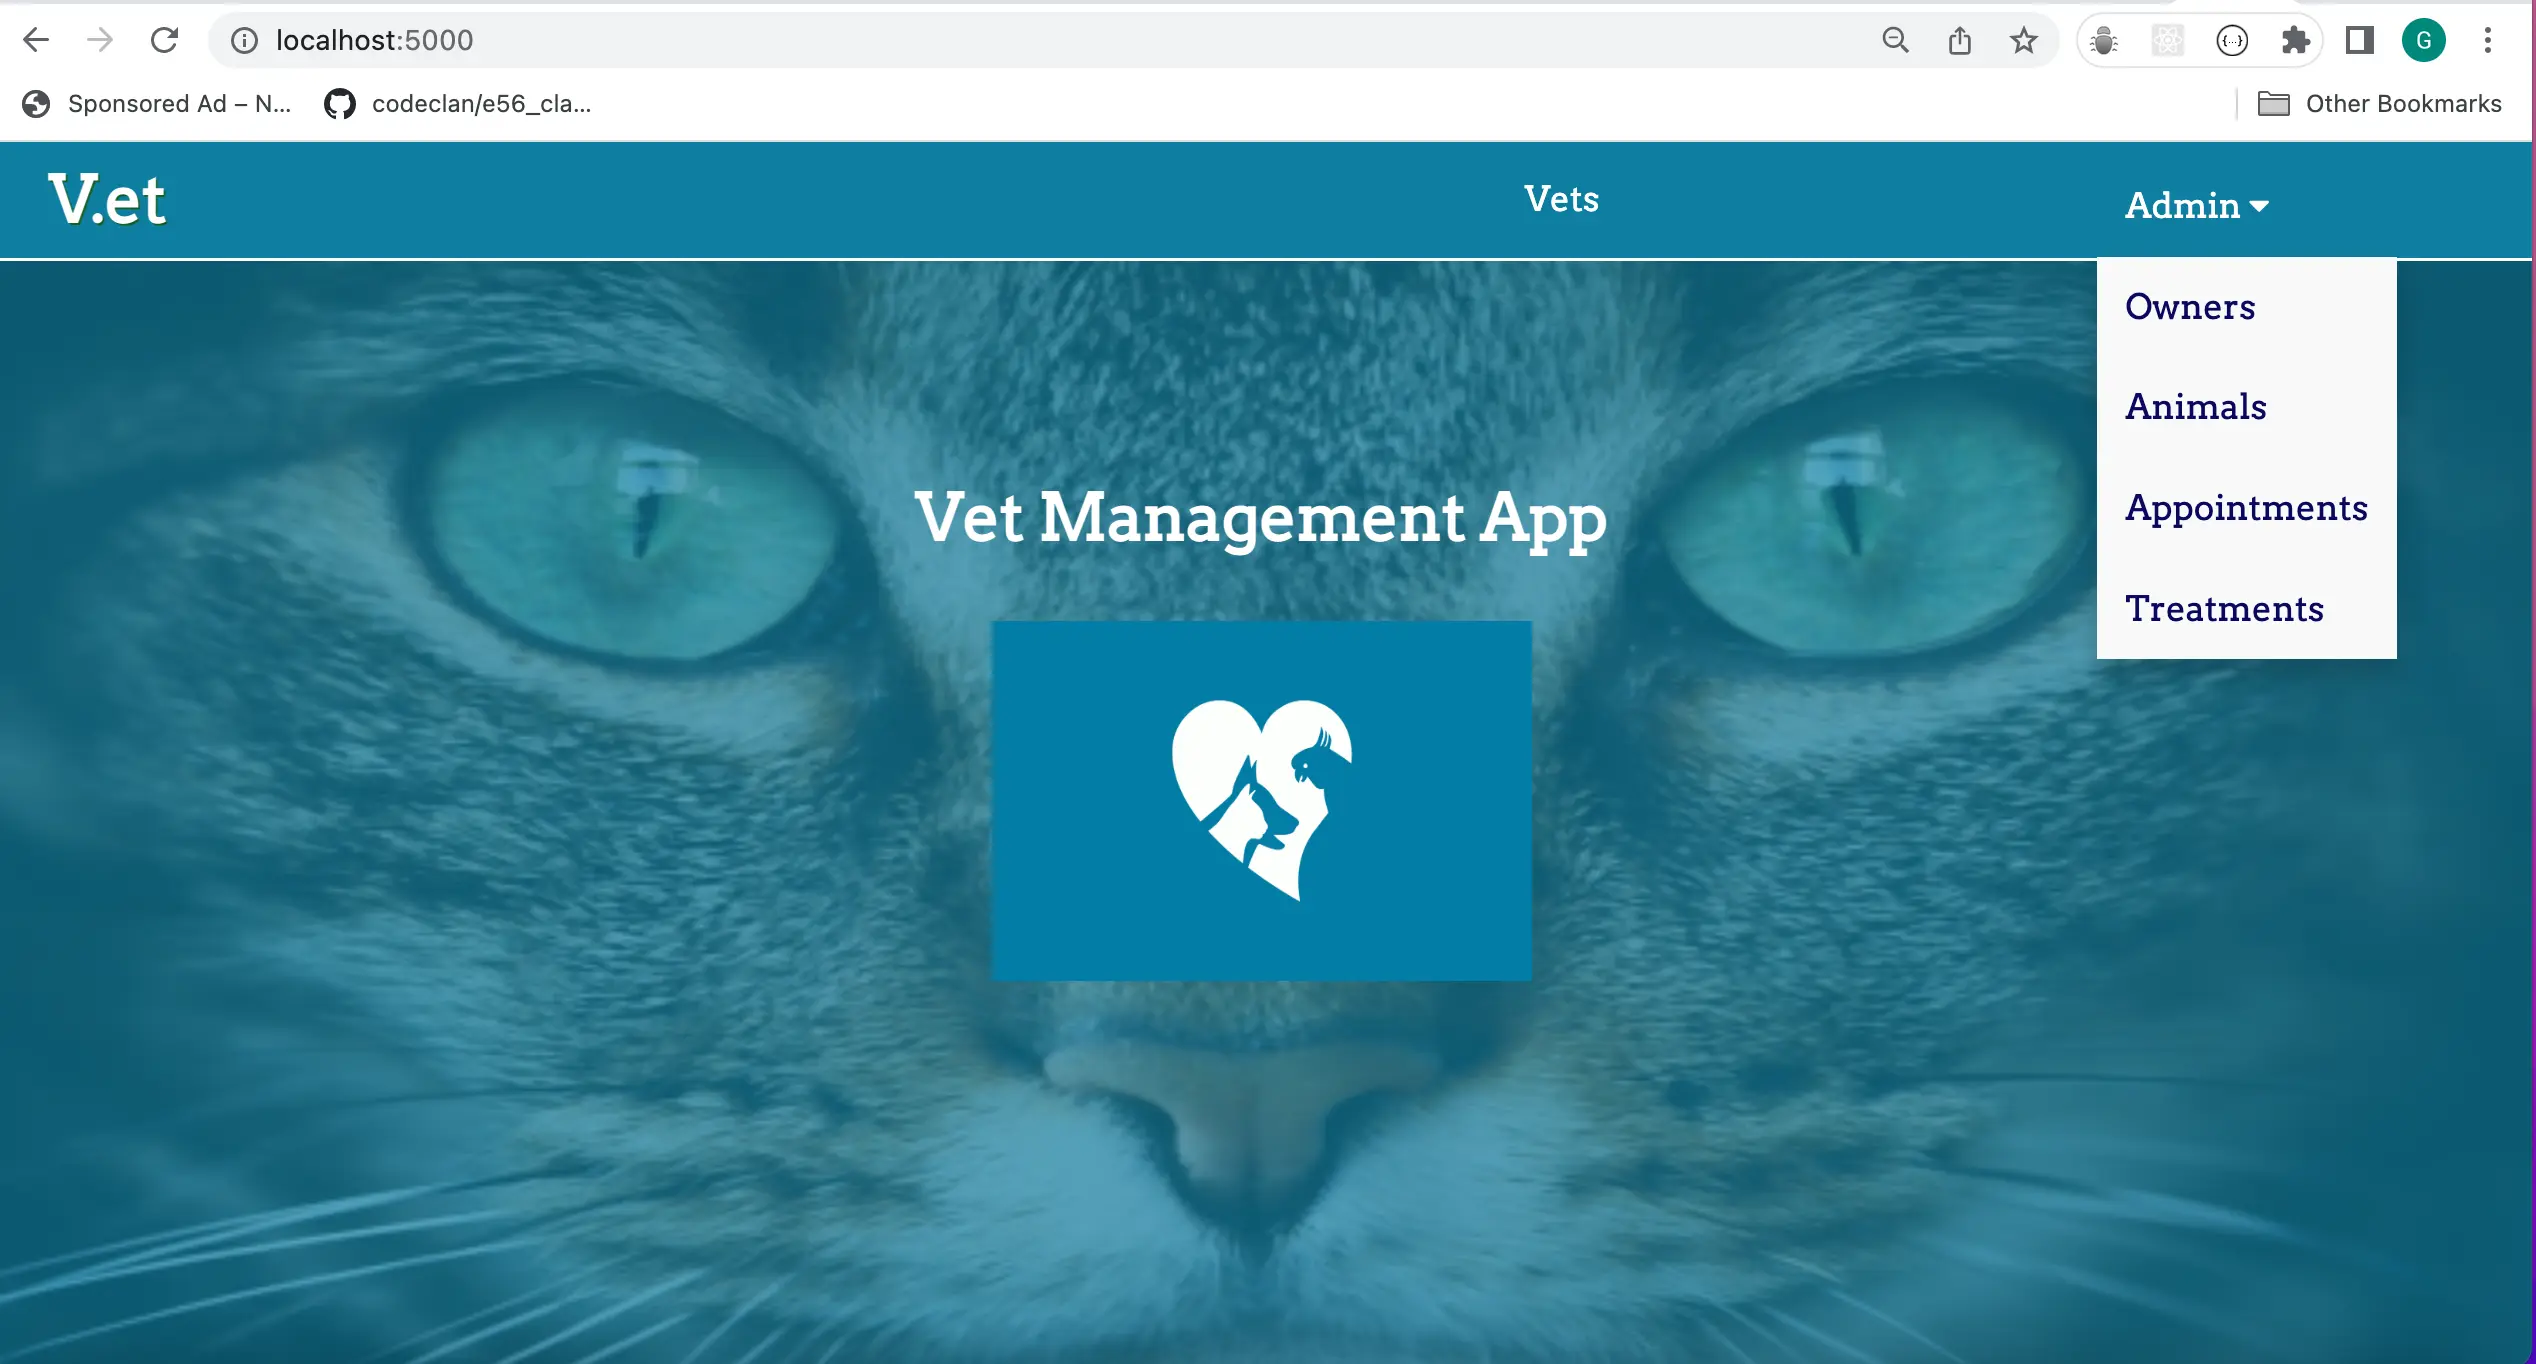 localhost:5000
G
Sponsored Ad – N...
codeclan/e56_cla...
Other Bookmarks
V.et
Vets
Admin
Owners
Animals
Appointments
Treatments
Vet Management App